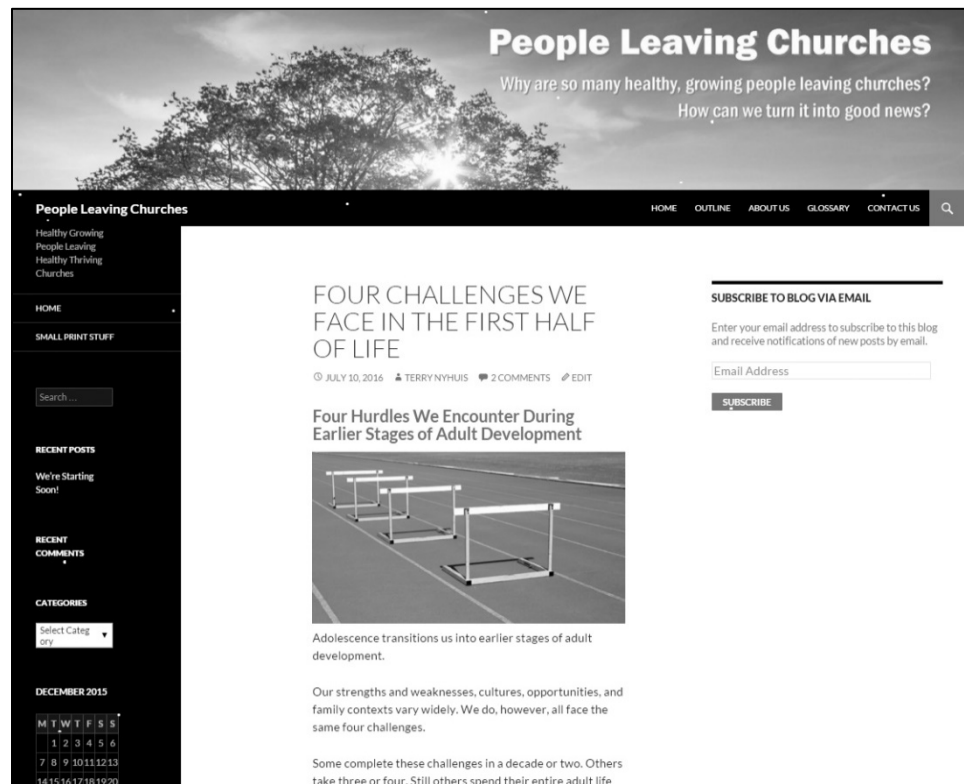 People Leaving Churches
Why are so many healthy, growing people leaving churches?
How can we turn it into good news?
People Leaving Churches
HOME OUTLINE ABOUT US GLOSSARY CONTACT US
Healthy Growing
People Leaving
Healthy Thriving
Churches
HOME
SMALL PRINT STUFF
Search ...
RECENT POSTS
We're Starting
Soon!
RECENT
COMMENTS
CATEGORIES
Select Categ
ory
DECEMBER 2015
M T W T F S S
1 2 3 4 5 6
7 8 9 10 11 12 13
14 15 16 17 18 19 20
FOUR CHALLENGES WE
FACE IN THE FIRST HALF
OF LIFE
JULY 10, 2016 TERRY NYHUIS 2 COMMENTS EDIT
Four Hurdles We Encounter During
Earlier Stages of Adult Development
Adolescence transitions us into earlier stages of adult
development.
Our strengths and weaknesses, cultures, opportunities, and
family contexts vary widely. We do, however, all face the
same four challenges.
Some complete these challenges in a decade or two. Others
take three or four. Still others spend their entire adult life
SUBSCRIBE TO BLOG VIA EMAIL
Enter your email address to subscribe to this blog
and receive notifications of new posts by email.
Email Address
SUBSCRIBE